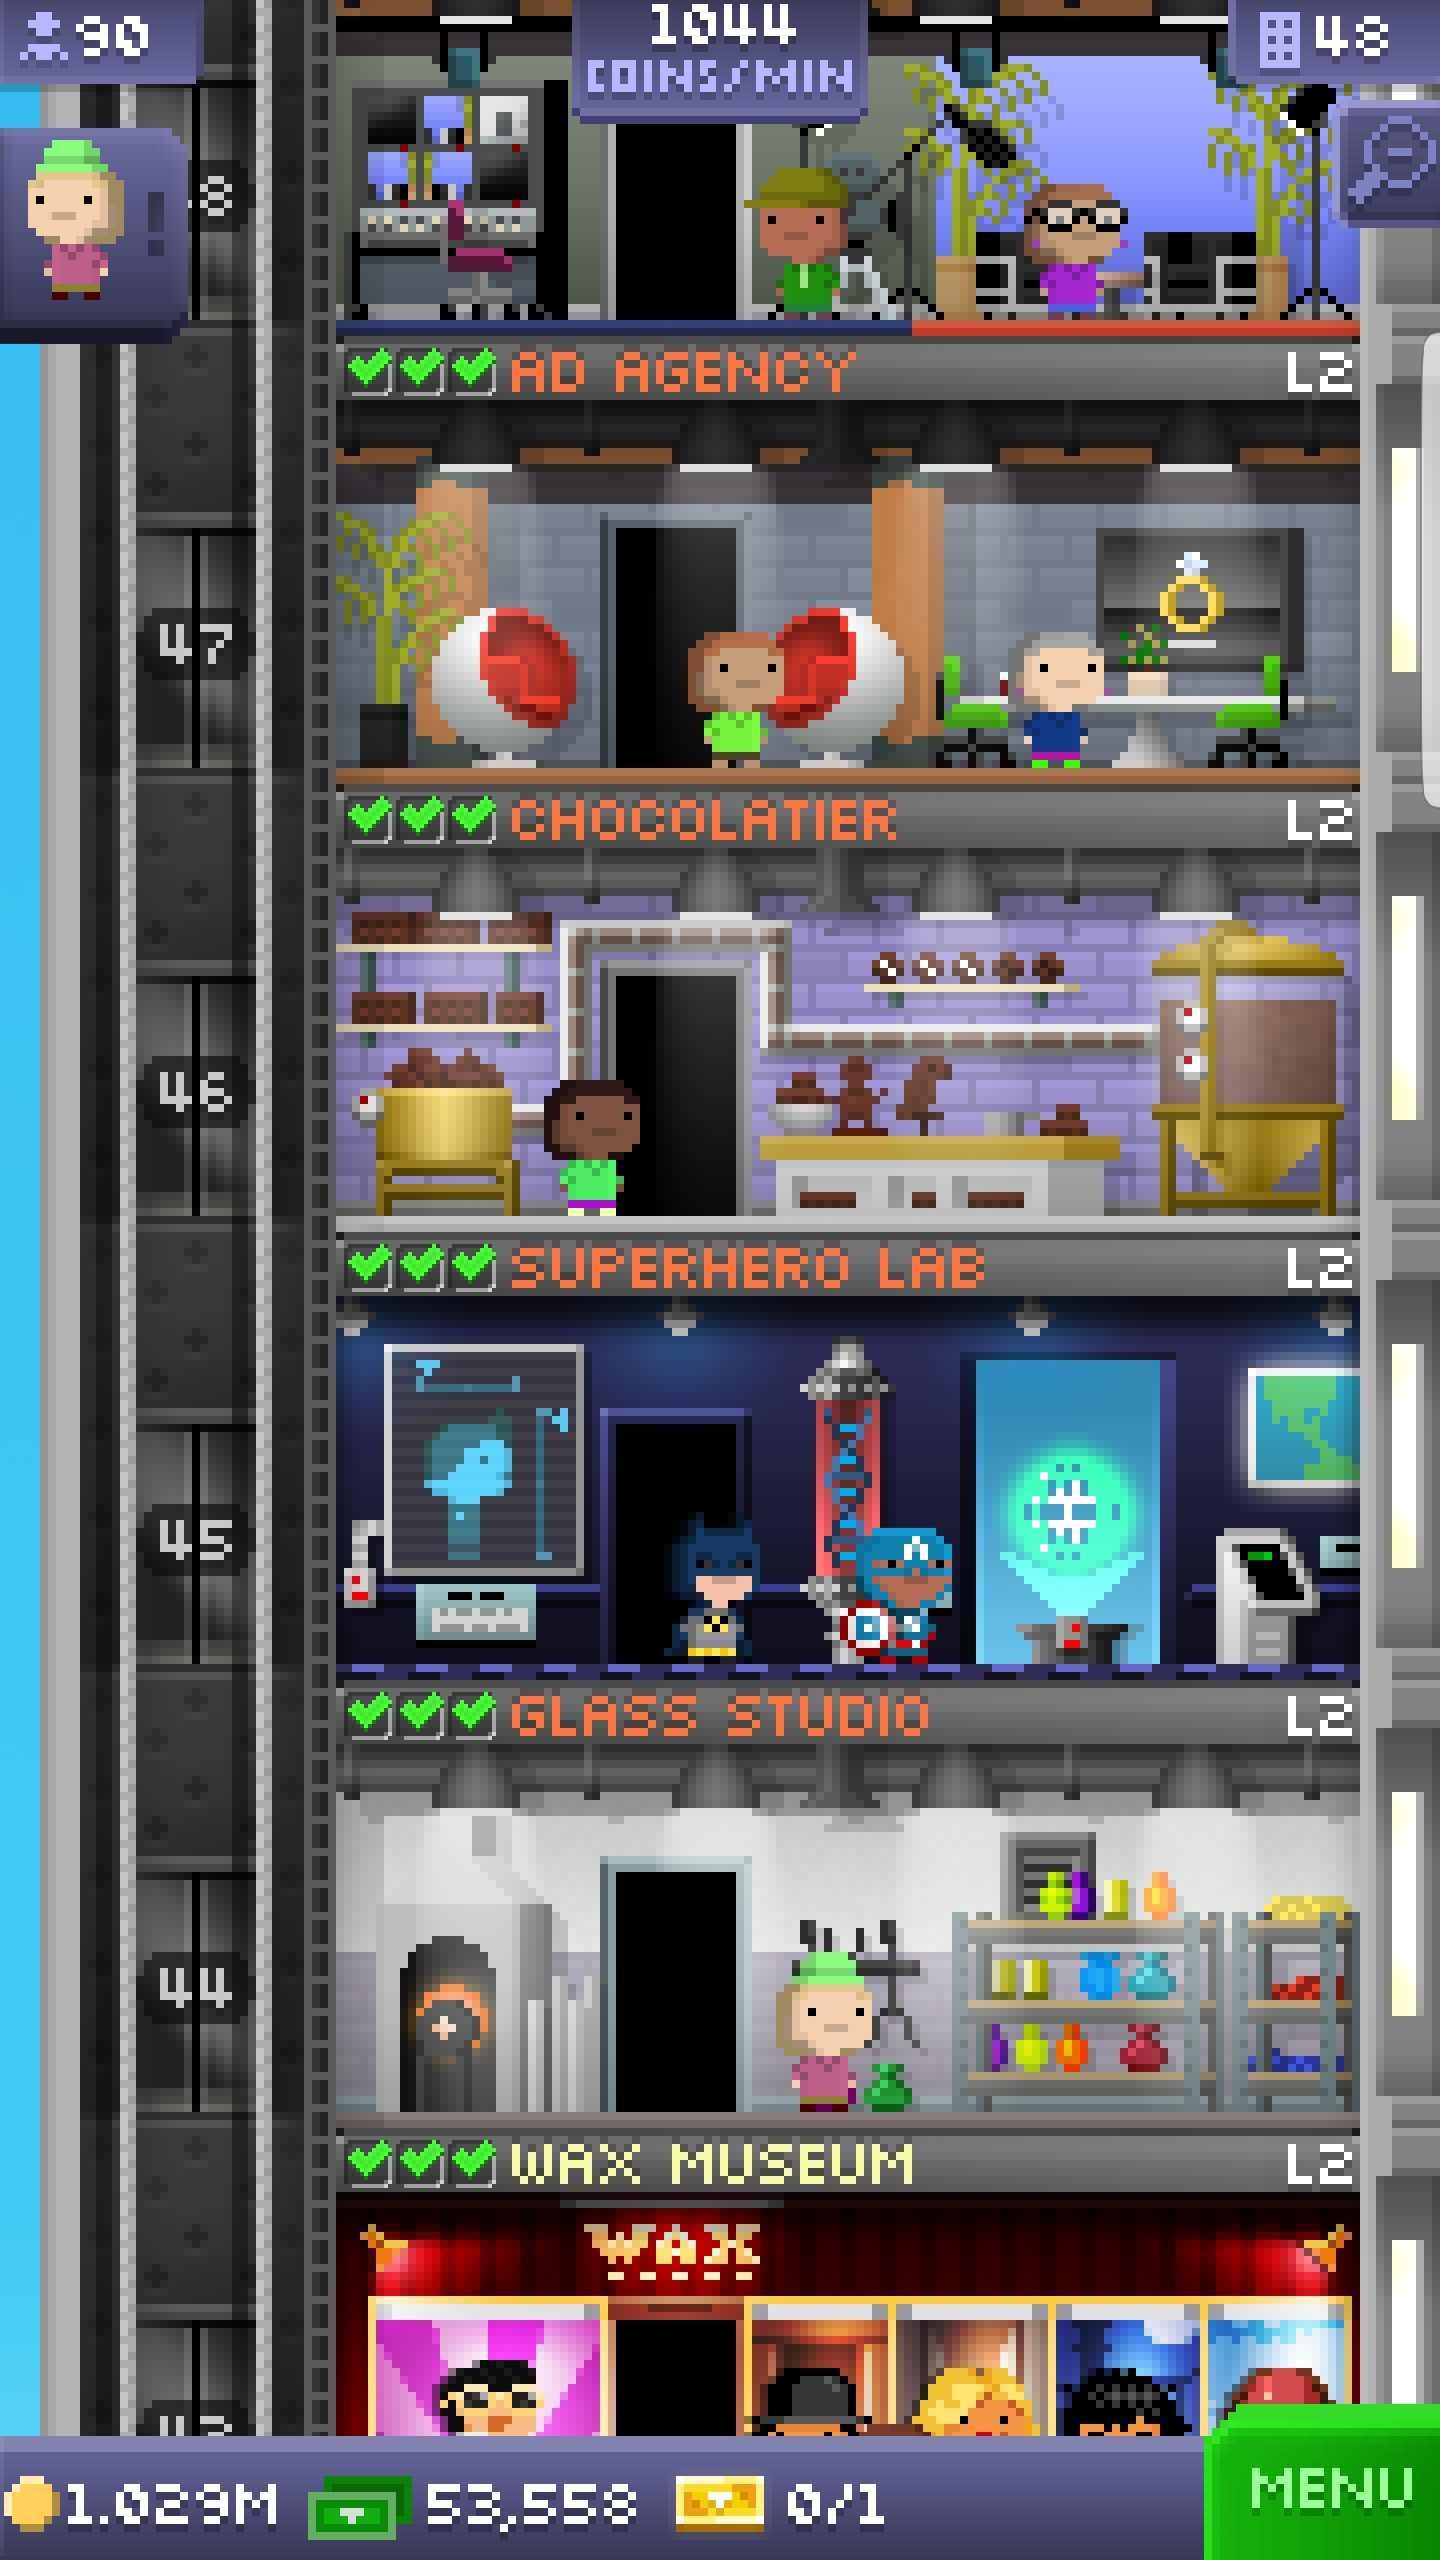 90
1044
COINS/MIN
48
!
8
AD AGENCY L2
47
CHOCOLATIER L2
46
SUPERHERO LAB L2
45
GLASS STUDIO L2
44
WAX MUSEUM L2
WAX
1.029M 53,558 0/1
MENU